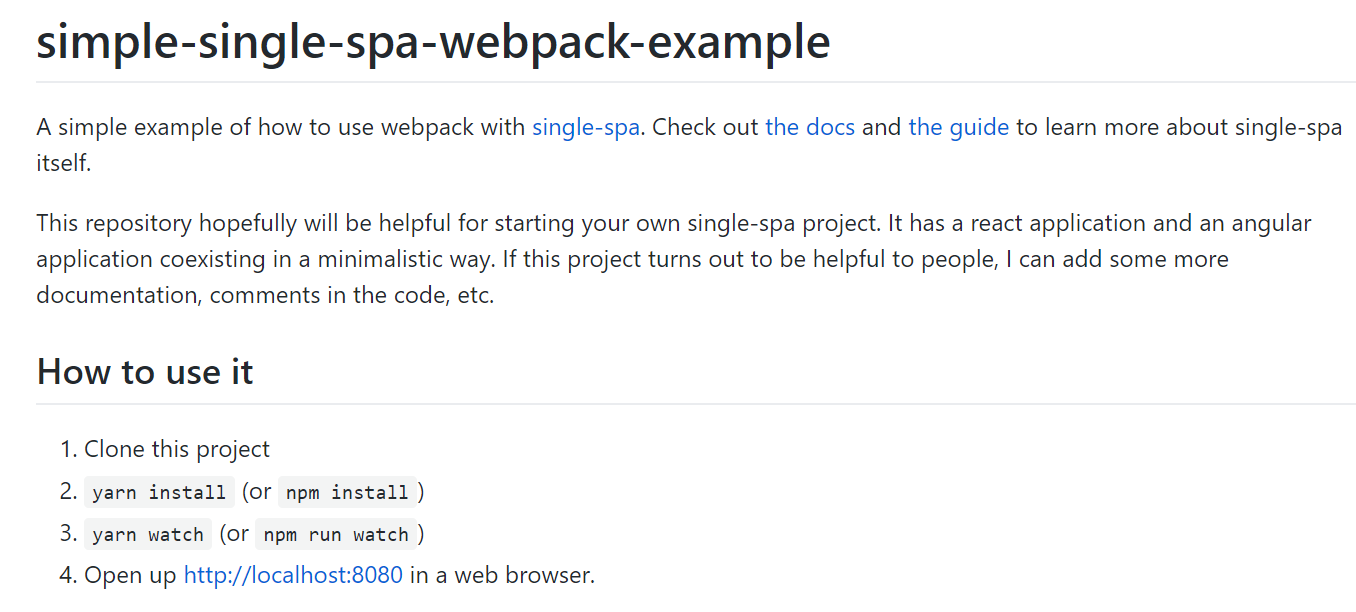 simple-single-spa-webpack-example
A simple example of how to use webpack with single-spa. Check out the docs and the guide to learn more about single-spa
itself.
This repository hopefully will be helpful for starting your own single-spa project. It has a react application and an angular
application coexisting in a minimalistic way. If this project turns out to be helpful to people, I can add some more
documentation, comments in the code, etc.
How to use it
1. Clone this project
2. yarn install (or npm install)
3. yarn watch (or npm run watch)
4. Open up http://localhost:8080 in a web browser.